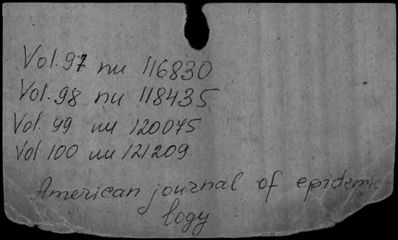 Vol. 97 nu 116830
Vol. 98 nu 118435
Vol. 99 nu 120075
Vol 100 nu 121209
American journal of epidemio
logy